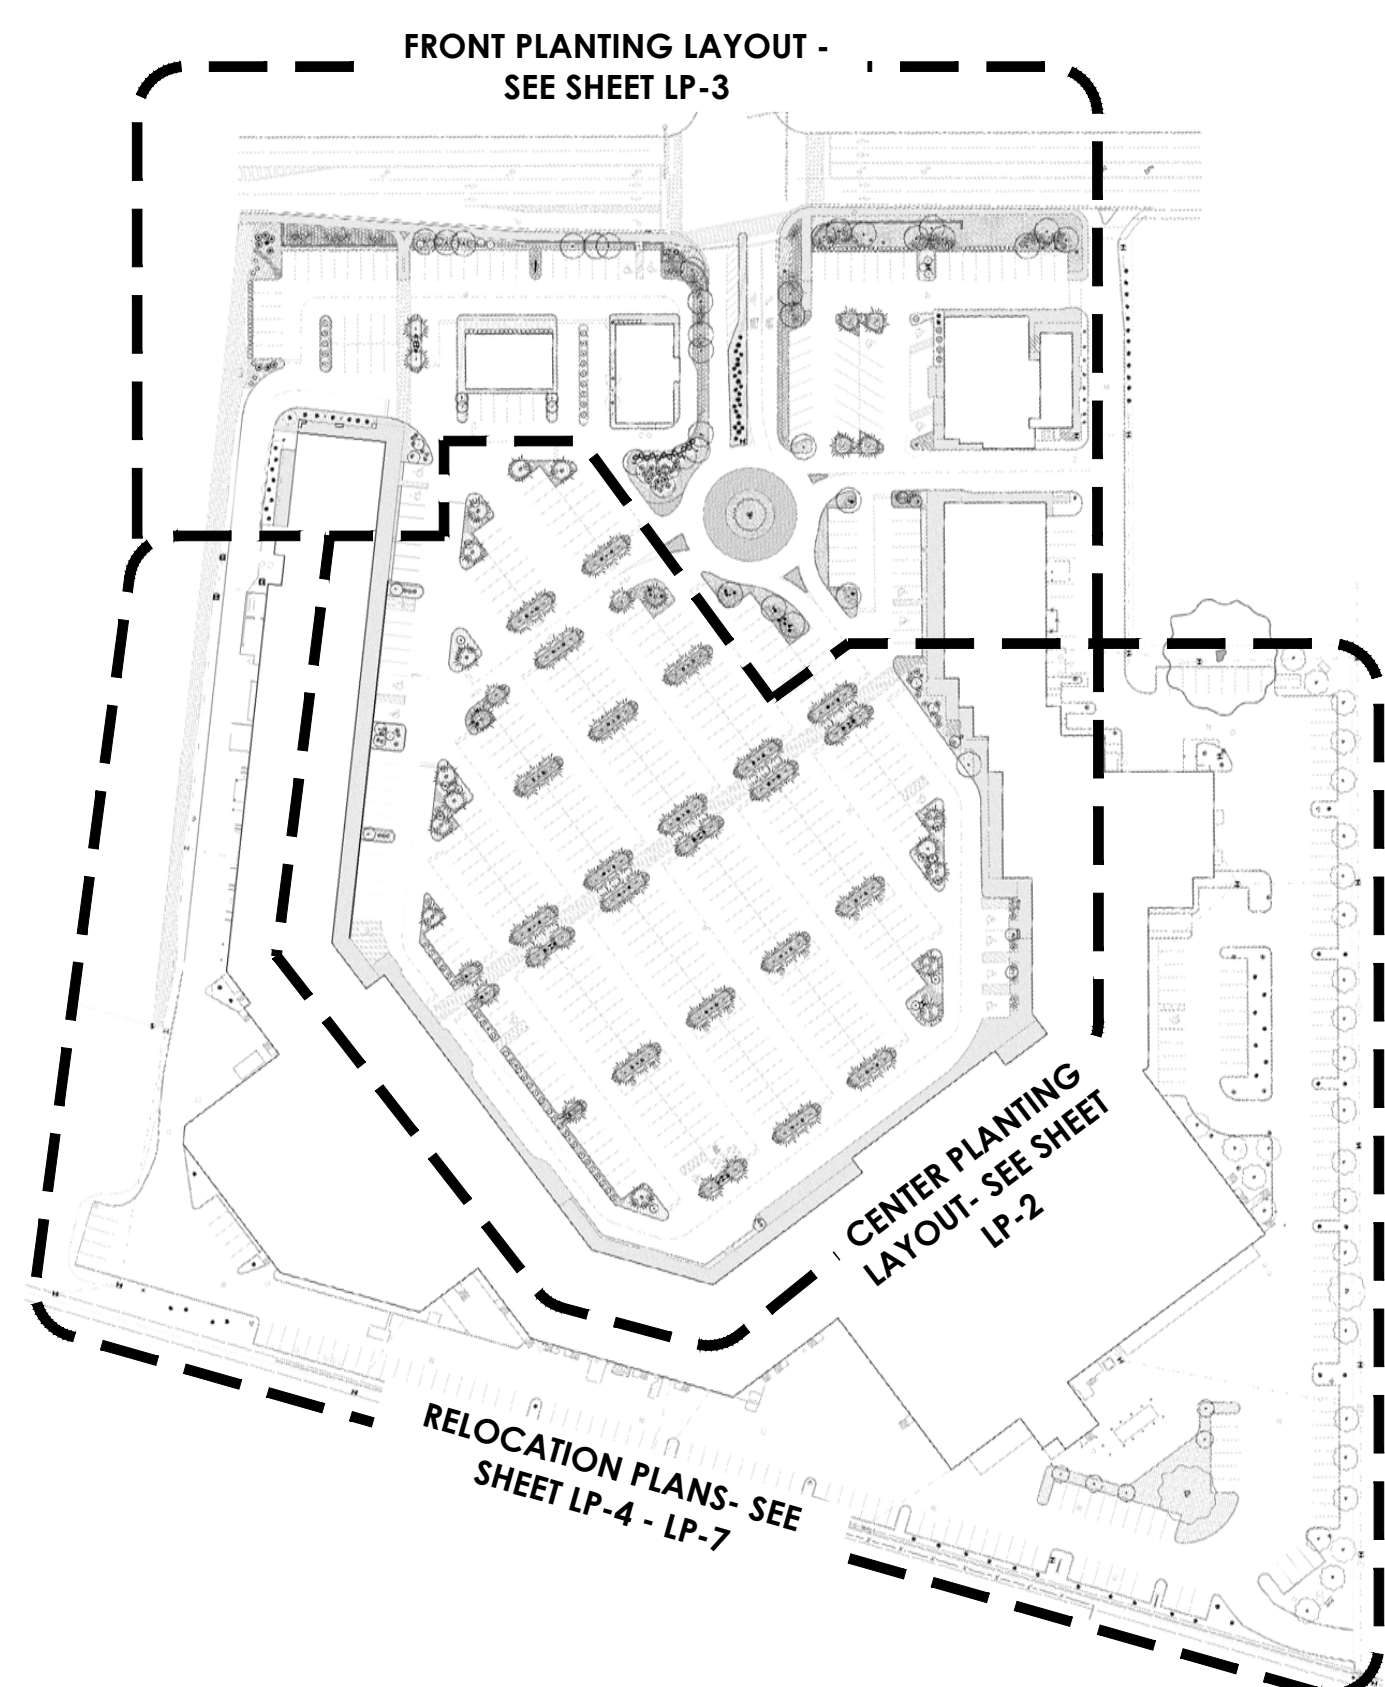 FRONT PLANTING LAYOUT -
SEE SHEET LP-3
CENTER PLANTING
LAYOUT- SEE SHEET
LP-2
RELOCATION PLANS- SEE
SHEET LP-4 - LP-7